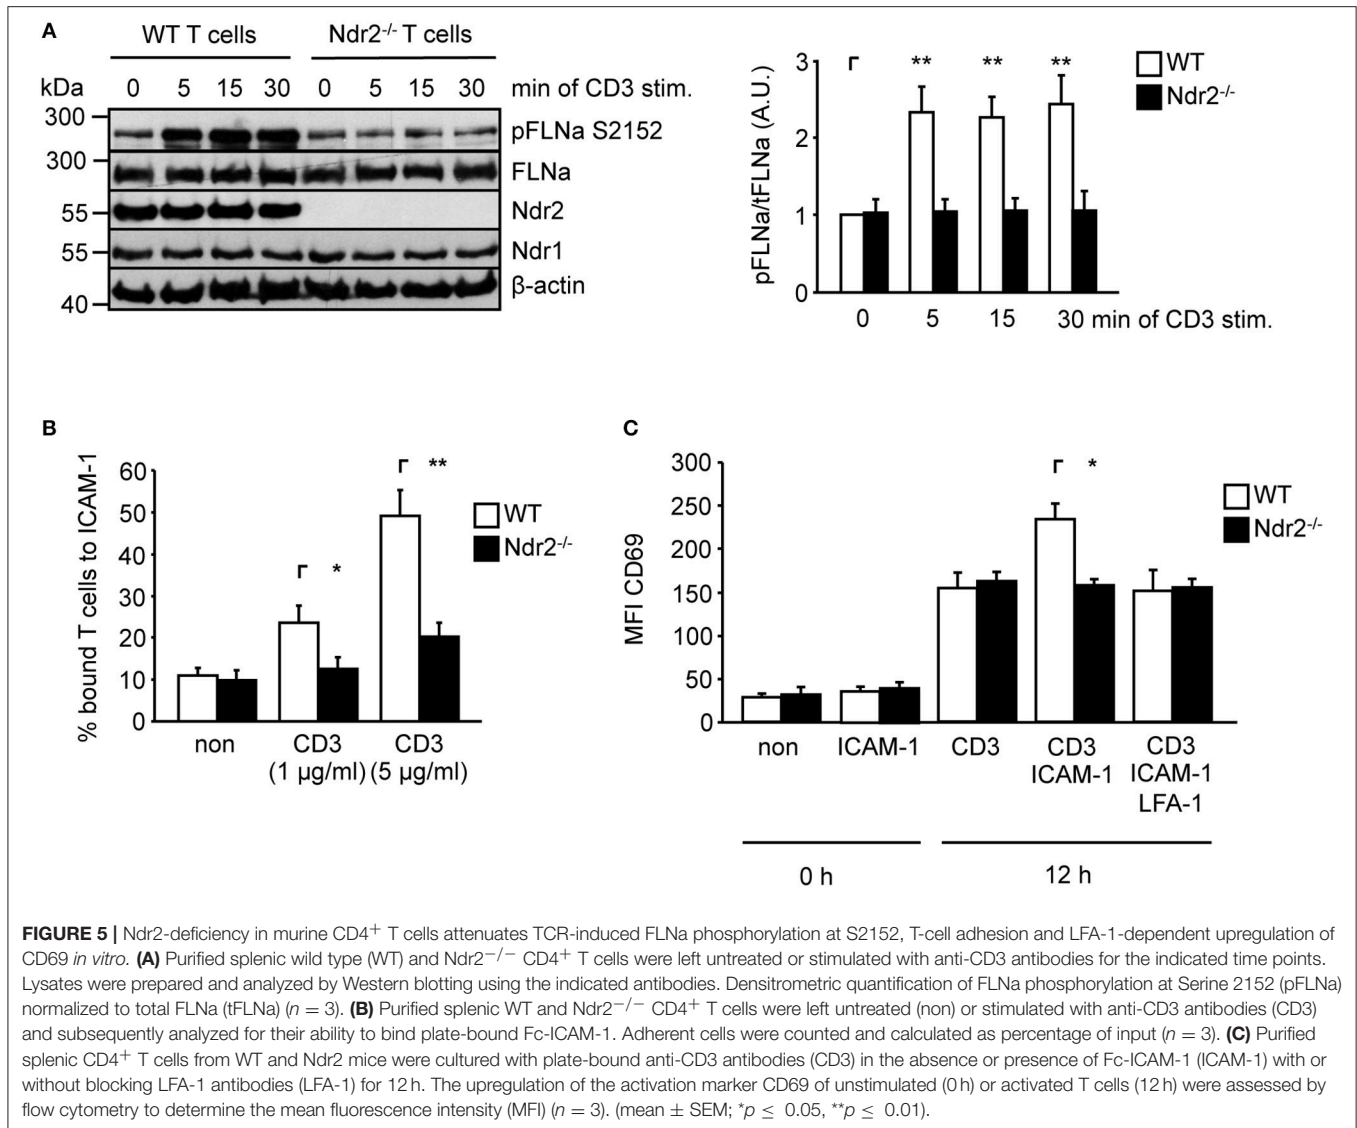 A
WT T cells
Ndr2-/- T cells
kDa
0 5 15 30 0 5 15 30 min of CD3 stim.
300
pFLNa S2152
300
FLNa
55
Ndr2
55
Ndr1
β-actin
40
pFLNa/tFLNa (A.U.)
3
2
1
0
** ** **
WT
Ndr2-/-
0 5 15 30 min of CD3 stim.
B
% bound T cells to ICAM-1
60
50
40
30
20
10
0
*
**
WT
Ndr2-/-
non CD3 CD3
(1 µg/ml) (5 µg/ml)
C
MFI CD69
300
250
200
150
100
50
0
*
WT
Ndr2-/-
non ICAM-1 CD3 CD3 CD3
ICAM-1 ICAM-1
LFA-1
0 h 12 h
FIGURE 5 | Ndr2-deficiency in murine CD4+ T cells attenuates TCR-induced FLNa phosphorylation at S2152, T-cell adhesion and LFA-1-dependent upregulation of
CD69 in vitro. (A) Purified splenic wild type (WT) and Ndr2−/− CD4+ T cells were left untreated or stimulated with anti-CD3 antibodies for the indicated time points.
Lysates were prepared and analyzed by Western blotting using the indicated antibodies. Densitrometric quantification of FLNa phosphorylation at Serine 2152 (pFLNa)
normalized to total FLNa (tFLNa) (n = 3). (B) Purified splenic WT and Ndr2−/− CD4+ T cells were left untreated (non) or stimulated with anti-CD3 antibodies (CD3)
and subsequently analyzed for their ability to bind plate-bound Fc-ICAM-1. Adherent cells were counted and calculated as percentage of input (n = 3). (C) Purified
splenic CD4+ T cells from WT and Ndr2 mice were cultured with plate-bound anti-CD3 antibodies (CD3) in the absence or presence of Fc-ICAM-1 (ICAM-1) with or
without blocking LFA-1 antibodies (LFA-1) for 12 h. The upregulation of the activation marker CD69 of unstimulated (0 h) or activated T cells (12 h) were assessed by
flow cytometry to determine the mean fluorescence intensity (MFI) (n = 3). (mean ± SEM; *p ≤ 0.05, **p ≤ 0.01).